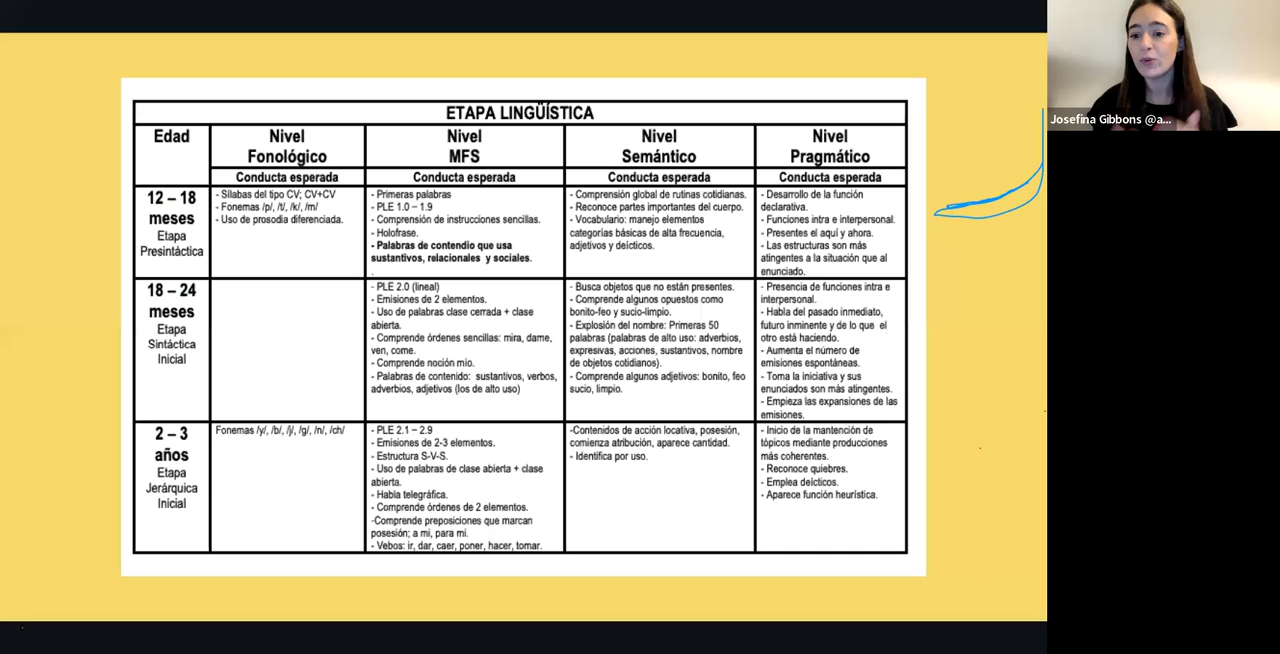 ETAPA LINGÜÍSTICA
Edad
Nivel
Fonológico
Nivel
MFS
Nivel
Semántico
Nivel
Pragmático
Conducta esperada
Conducta esperada
Conducta esperada
Conducta esperada
12 – 18
meses
Etapa
Presintáctica
- Sílabas del tipo CV; CV+CV
- Fonemas /p/, /t/, /k/, /m/
- Uso de prosodia diferenciada.
- Primeras palabras
- PLE 1.0 – 1.9
- Comprensión de instrucciones sencillas.
- Holofrase.
- Palabras de contendio que usa
sustantivos, relacionales y sociales.
.
- Comprensión global de rutinas cotidianas.
- Reconoce partes importantes del cuerpo.
- Vocabulario: manejo elementos
categorías básicas de alta frecuencia,
adjetivos y deícticos.
- Desarrollo de la función
declarativa.
- Funciones intra e interpersonal.
- Presentes el aquí y ahora.
- Las estructuras son más
atingentes a la situación que al
enunciado.
18 – 24
meses
Etapa
Sintáctica
Inicial
- PLE 2.0 (lineal)
- Emisiones de 2 elementos.
- Uso de palabras clase cerrada + clase
abierta.
- Comprende órdenes sencillas: mira, dame,
ven, come.
- Comprende noción mío.
- Palabras de contenido: sustantivos, verbos,
adverbios, adjetivos (los de alto uso)
- Busca objetos que no están presentes.
- Comprende algunos opuestos como
bonito-feo y sucio-limpio.
- Explosión del nombre: Primeras 50
palabras (palabras de alto uso: adverbios,
expresivas, acciones, sustantivos, nombre
de objetos cotidianos).
- Comprende algunos adjetivos: bonito, feo
sucio, limpio.
- Presencia de funciones intra e
interpersonal.
- Habla del pasado inmediato,
futuro inminente y de lo que el
otro está haciendo.
- Aumenta el número de
emisiones espontáneas.
- Toma la iniciativa y sus
enunciados son más atingentes.
- Empieza las expansiones de las
emisiones.
2 – 3
años
Etapa
Jerárquica
Inicial
Fonemas /y/, /b/, /j/, /g/, /n/, /ch/
- PLE 2.1 – 2.9
- Emisiones de 2-3 elementos.
- Estructura S-V-S.
- Uso de palabras de clase abierta + clase
abierta.
- Habla telegráfica.
- Comprende órdenes de 2 elementos.
-Comprende preposiciones que marcan
posesión; a mi, para mi.
- Vebos: ir, dar, caer, poner, hacer, tomar.
-Contenidos de acción locativa, posesión,
comienza atribución, aparece cantidad.
- Identifica por uso.
- Inicio de la mantención de
tópicos mediante producciones
más coherentes.
- Reconoce quiebres.
- Emplea deícticos.
- Aparece función heurística.
Josefina Gibbons @a...